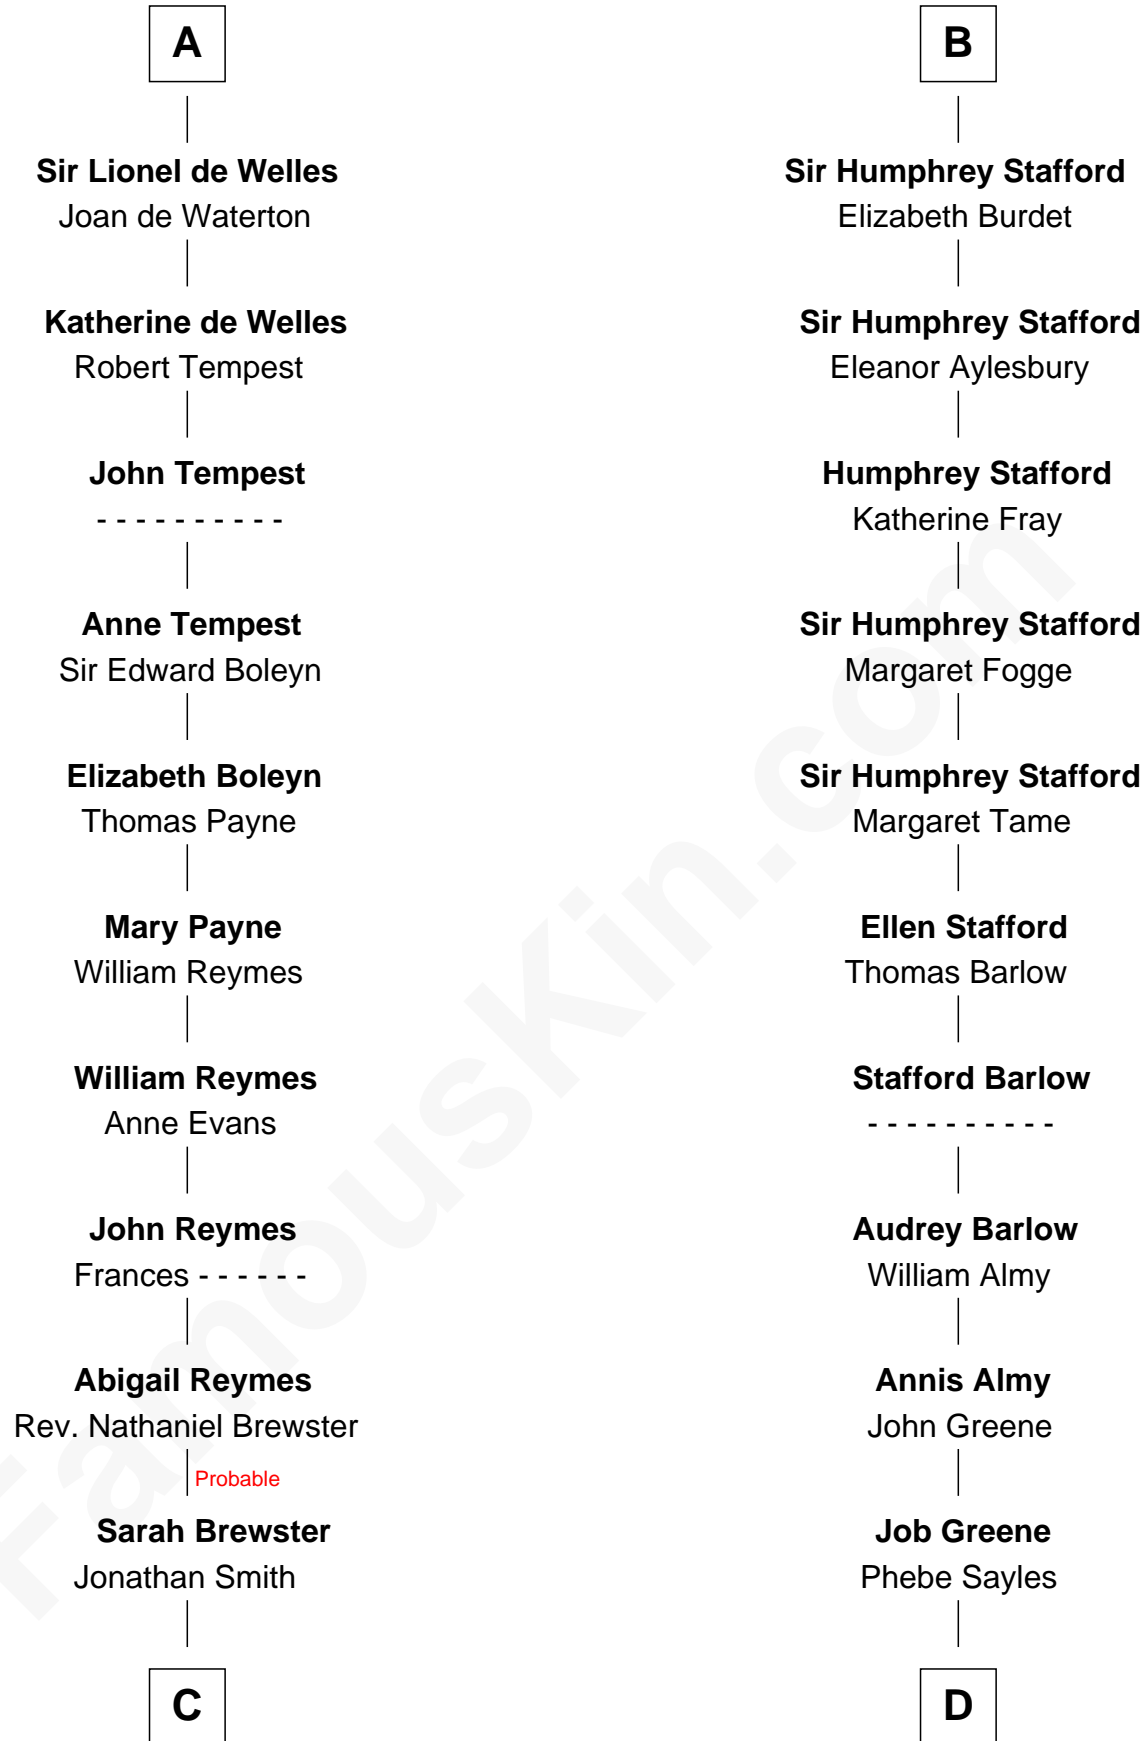 A
Sir Lionel de Welles
Joan de Waterton
Katherine de Welles
Robert Tempest
John Tempest
- - - - - - - - - -
Anne Tempest
Sir Edward Boleyn
Elizabeth Boleyn
Thomas Payne
Mary Payne
William Reymes
William Reymes
Anne Evans
John Reymes
Frances - - - - - -
Abigail Reymes
Rev. Nathaniel Brewster
Probable
Sarah Brewster
Jonathan Smith
C
B
Sir Humphrey Stafford
Elizabeth Burdet
Sir Humphrey Stafford
Eleanor Aylesbury
Humphrey Stafford
Katherine Fray
Sir Humphrey Stafford
Margaret Fogge
Sir Humphrey Stafford
Margaret Tame
Ellen Stafford
Thomas Barlow
Stafford Barlow
- - - - - - - - - -
Audrey Barlow
William Almy
Annis Almy
John Greene
Job Greene
Phebe Sayles
D
FamousKin.com